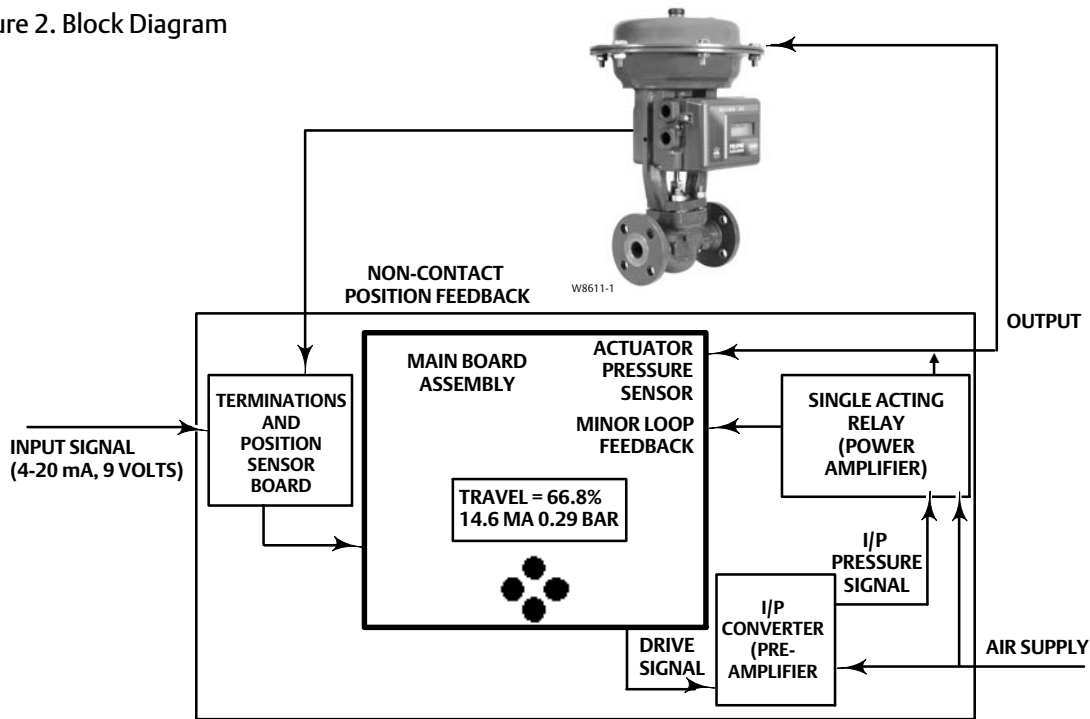 ure 2. Block Diagram
W8611-1
NON-CONTACT
POSITION FEEDBACK
OUTPUT
MAIN BOARD
ASSEMBLY
ACTUATOR
PRESSURE
SENSOR
MINOR LOOP
FEEDBACK
TERMINATIONS
AND
POSITION
SENSOR
BOARD
SINGLE ACTING
RELAY
(POWER
AMPLIFIER)
INPUT SIGNAL
(4-20 mA, 9 VOLTS)
TRAVEL = 66.8%
14.6 MA 0.29 BAR
I/P
PRESSURE
SIGNAL
I/P
CONVERTER
(PRE-
AMPLIFIER
DRIVE
SIGNAL
AIR SUPPLY